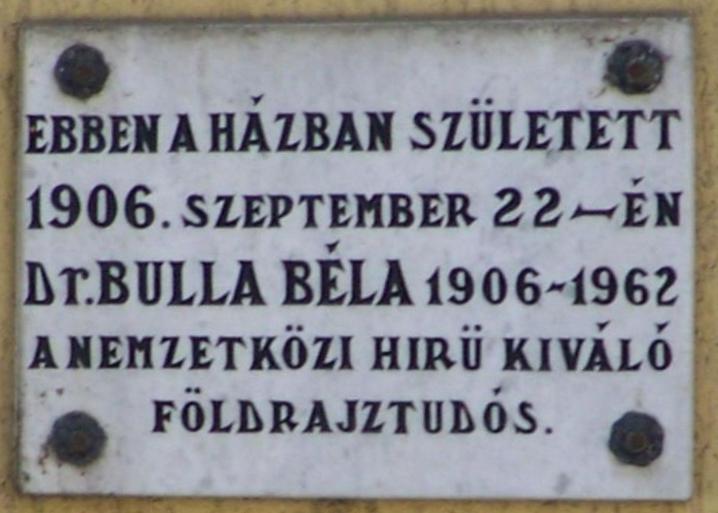 EBBEN A HÁZBAN SZÜLETETT
1906. SZEPTEMBER 22–ÉN
Dr. BULLA BÉLA 1906-1962
A NEMZETKÖZI HIRÜ KIVÁLÓ
FÖLDRAJZTUDÓS.